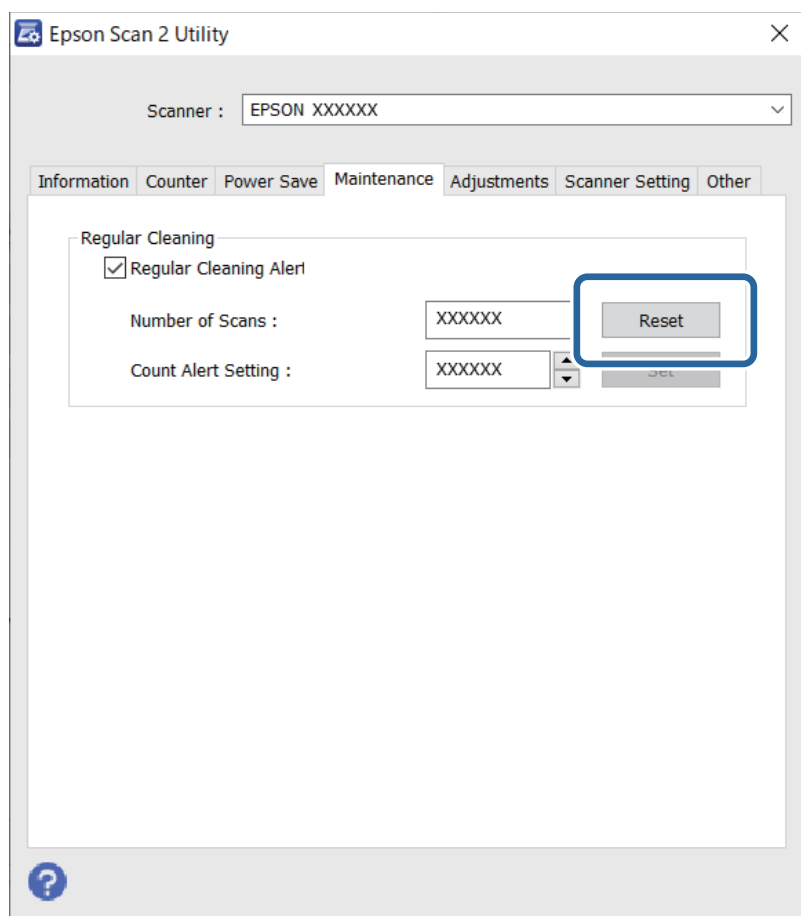 Epson Scan 2 Utility
Scanner : EPSON XXXXXX
Information Counter Power Save Maintenance Adjustments Scanner Setting Other
Regular Cleaning
Regular Cleaning Alert
Number of Scans : XXXXXX Reset
Count Alert Setting : XXXXXX Set
?